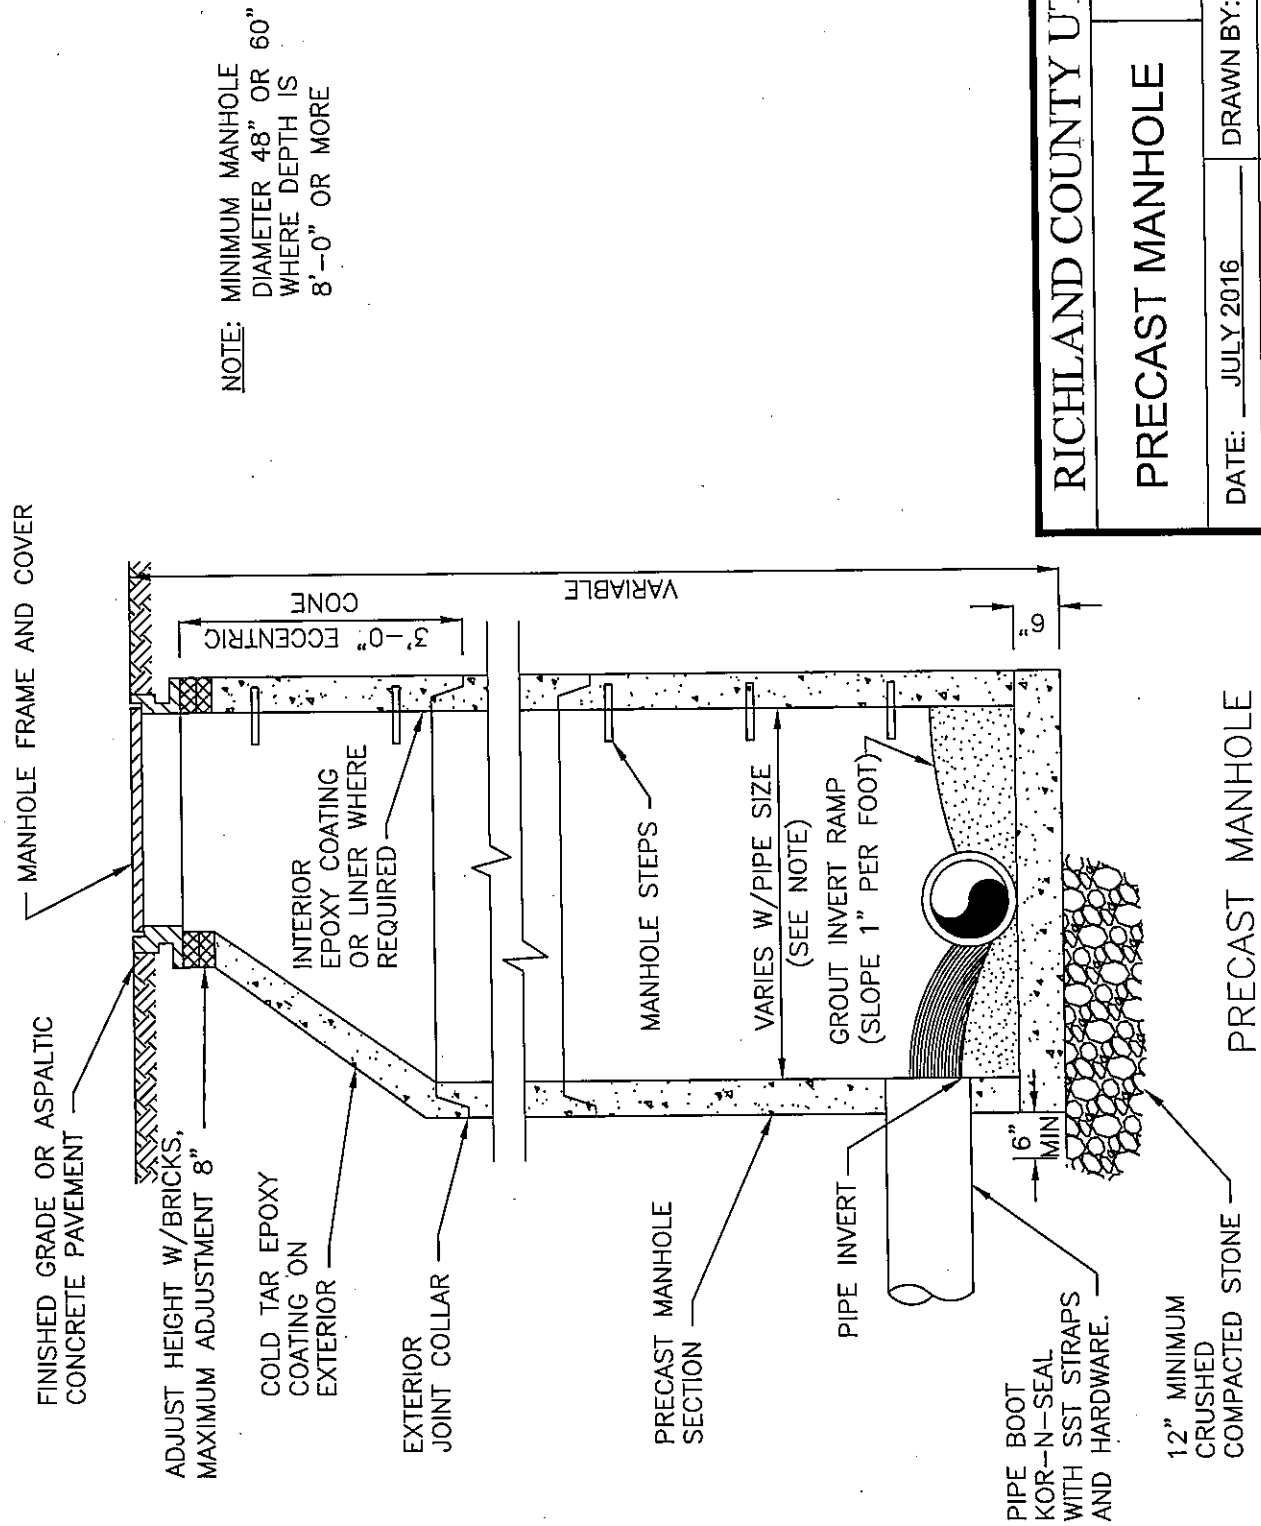 MANHOLE FRAME AND COVER
FINISHED GRADE OR ASPALTIC
CONCRETE PAVEMENT
ADJUST HEIGHT W/BRICKS,
MAXIMUM ADJUSTMENT 8"
COLD TAR EPOXY
COATING ON
EXTERIOR
EXTERIOR
JOINT COLLAR
PRECAST MANHOLE
SECTION
PIPE INVERT
PIPE BOOT
KOR-N-SEAL
WITH SST STRAPS
AND HARDWARE.
12" MINIMUM
CRUSHED
COMPACTED STONE
6"
MIN
INTERIOR
EPOXY COATING
OR LINER WHERE
REQUIRED
MANHOLE STEPS
VARIES W/PIPE SIZE
(SEE NOTE)
GROUT INVERT RAMP
(SLOPE 1" PER FOOT)
3'-0" ECCENTRIC
CONE
VARIABLE
6"
PRECAST MANHOLE
NOTE: MINIMUM MANHOLE
DIAMETER 48" OR 60"
WHERE DEPTH IS
8'-0" OR MORE
RICHLAND COUNTY UT
PRECAST MANHOLE
DATE: JULY 2016
DRAWN BY: